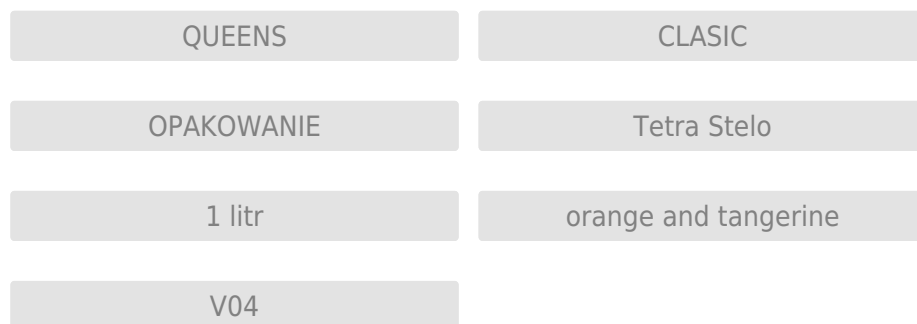 QUEENS
CLASIC
OPAKOWANIE
Tetra Stelo
1 litr
orange and tangerine
V04